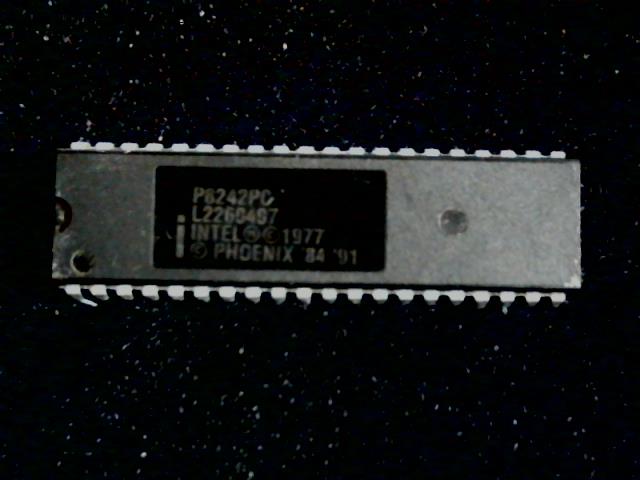 P8242PC
L2260497
INTEL Ⓜ © 1977
© PHOENIX '84 '91